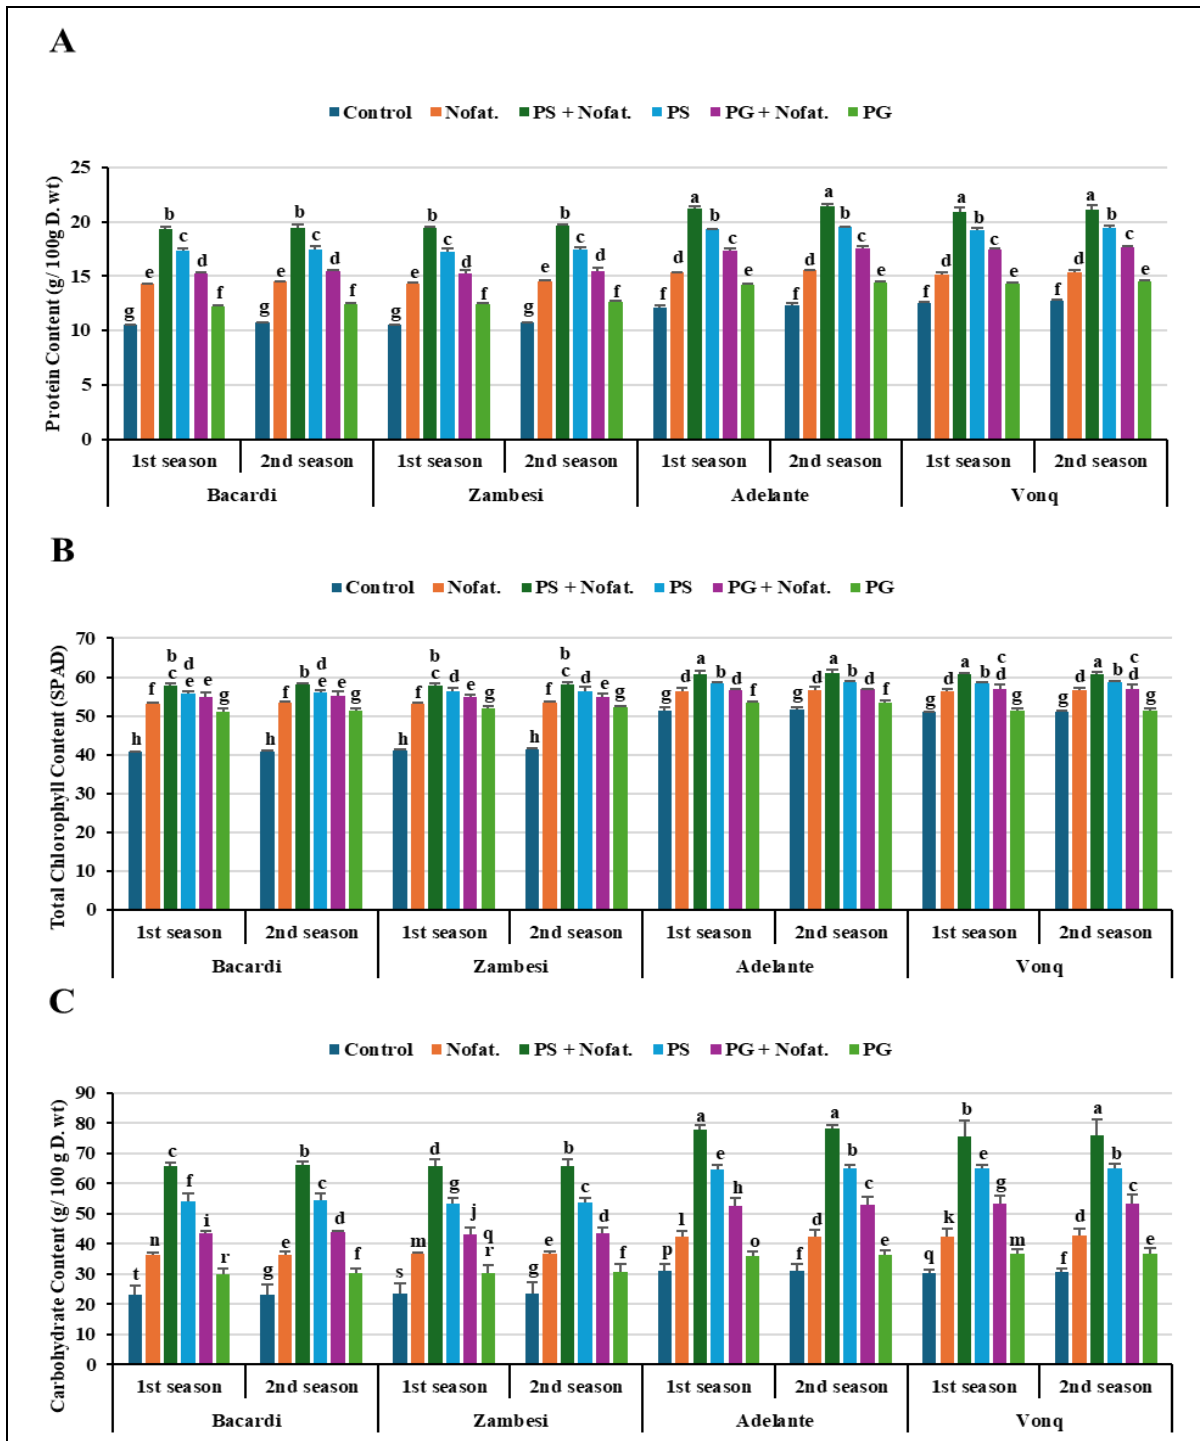 A
Control Nofat. PS + Nofat. PS PG + Nofat. PG
Protein Content (g/ 100g D. wt)
25
20
15
10
5
0
g e b c d f g e b c d f g e b c d f g e b c d f f d a b c e f d a b c e f d a b c e f d a b c e
1st season 2nd season 1st season 2nd season 1st season 2nd season 1st season 2nd season
Bacardi Zambesi Adelante Vonq
B
Control Nofat. PS + Nofat. PS PG + Nofat. PG
Total Chlorophyll Content (SPAD)
70
60
50
40
30
20
10
0
h f b c d e e g h f b d e e g h f b c d e g h f b c d e g g d a b d f g d a b d f g d a b c d g g d a b c d g
1st season 2nd season 1st season 2nd season 1st season 2nd season 1st season 2nd season
Bacardi Zambesi Adelante Vonq
C
Control Nofat. PS + Nofat. PS PG + Nofat. PG
Carbohydrate Content (g/ 100 g D. wt)
90
80
70
60
50
40
30
20
10
0
t n c f i r g e b c d f s m d g j q r g e b c d f p l a e h o f d a b c e q k b e g m f d a b c e
1st season 2nd season 1st season 2nd season 1st season 2nd season 1st season 2nd season
Bacardi Zambesi Adelante Vonq